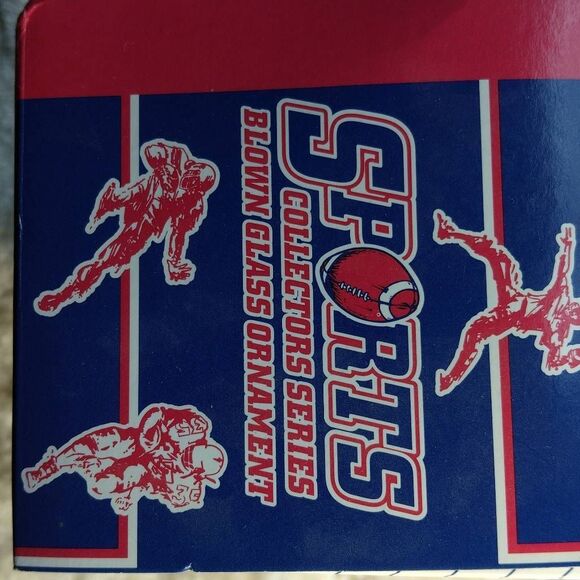 SPORTS
COLLECTORS SERIES
BLOWN GLASS ORNAMENT